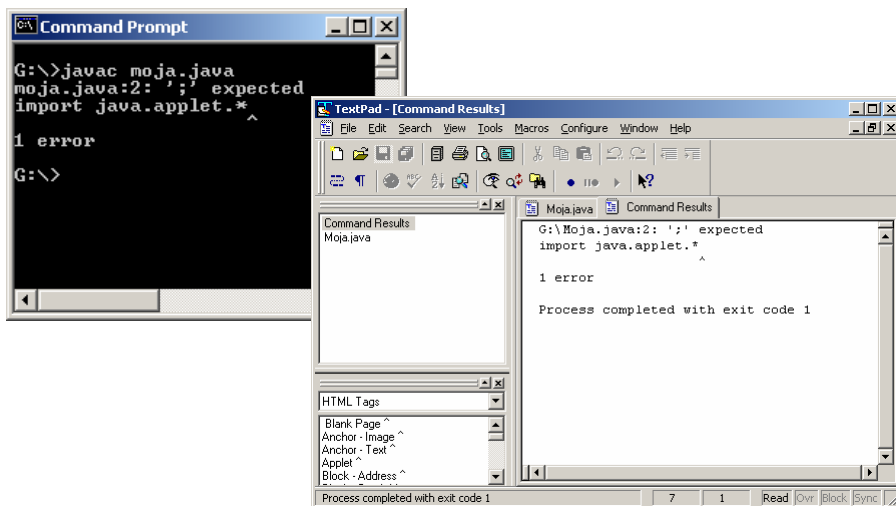 Command Prompt
G:\>javac moja.java
moja.java:2: ';' expected
import java.applet.*
^
1 error
G:\>
TextPad - [Command Results]
File Edit Search View Tools Macros Configure Window Help
Command Results
Moja.java
Moja.java Command Results
G:\Moja.java:2: ';' expected
import java.applet.*
^
1 error
Process completed with exit code 1
HTML Tags
Blank Page ^
Anchor - Image ^
Anchor - Text ^
Applet ^
Block - Address ^
Process completed with exit code 1 7 1 Read Ovr Block Sync